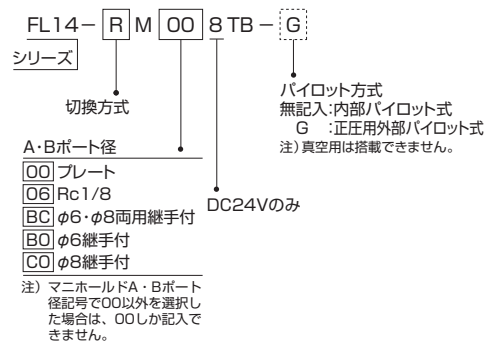 FL14－ R M 00 8 TB－ G
シリーズ
切換方式
パイロット方式
無記入:内部パイロット式
G :正圧用外部パイロット式
注)真空用は搭載できません。
A・Bポート径
00 プレート
06 Rc1/8
BC φ6・φ8両用継手付
B0 φ6継手付
C0 φ8継手付
DC24Vのみ
注) マニホールドA・Bポート
径記号で00以外を選択し
た場合は、00しか記入で
きません。